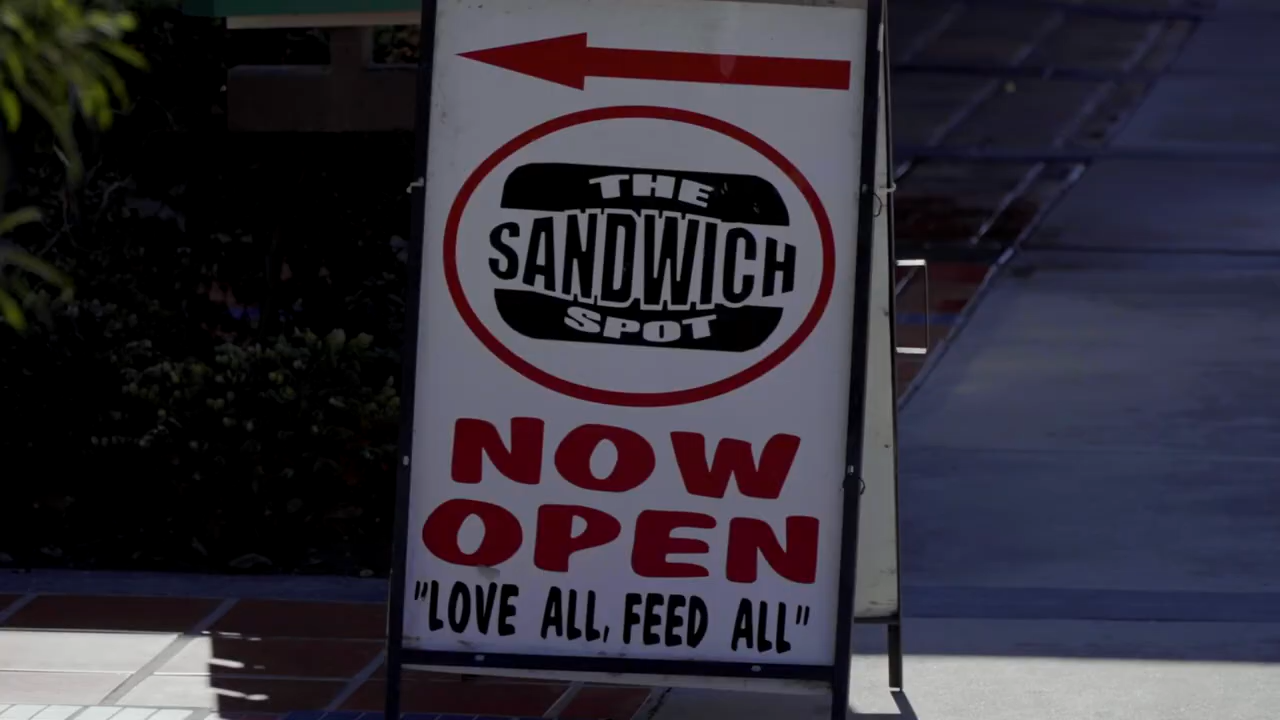 THE
SANDWICH
SPOT
NOW
OPEN
"LOVE ALL, FEED ALL"